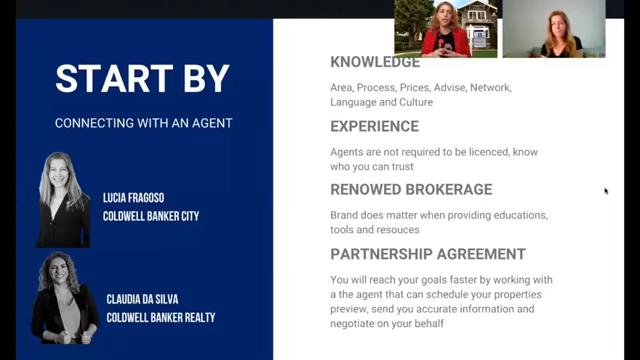 START BY
CONNECTING WITH AN AGENT
LUCIA FRAGOSO
COLDWELL BANKER CITY
CLAUDIA DA SILVA
COLDWELL BANKER REALTY
KNOWLEDGE
Area, Process, Prices, Advise, Network,
Language and Culture
EXPERIENCE
Agents are not required to be licenced, know
who you can trust
RENOWED BROKERAGE
Brand does matter when providing educations,
tools and resouces
PARTNERSHIP AGREEMENT
You will reach your goals faster by working with
a the agent that can schedule your properties
preview, send you accurate information and
negotiate on your behalf